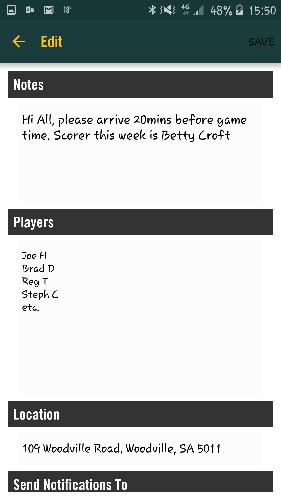 18° 4G 48% 15:50
Edit SAVE
Notes
Hi All, please arrive 20mins before game
time. Scorer this week is Betty Croft
Players
Joe H
Brad D
Reg T
Steph C
etc.
Location
109 Woodville Road, Woodville, SA 5011
Send Notifications To